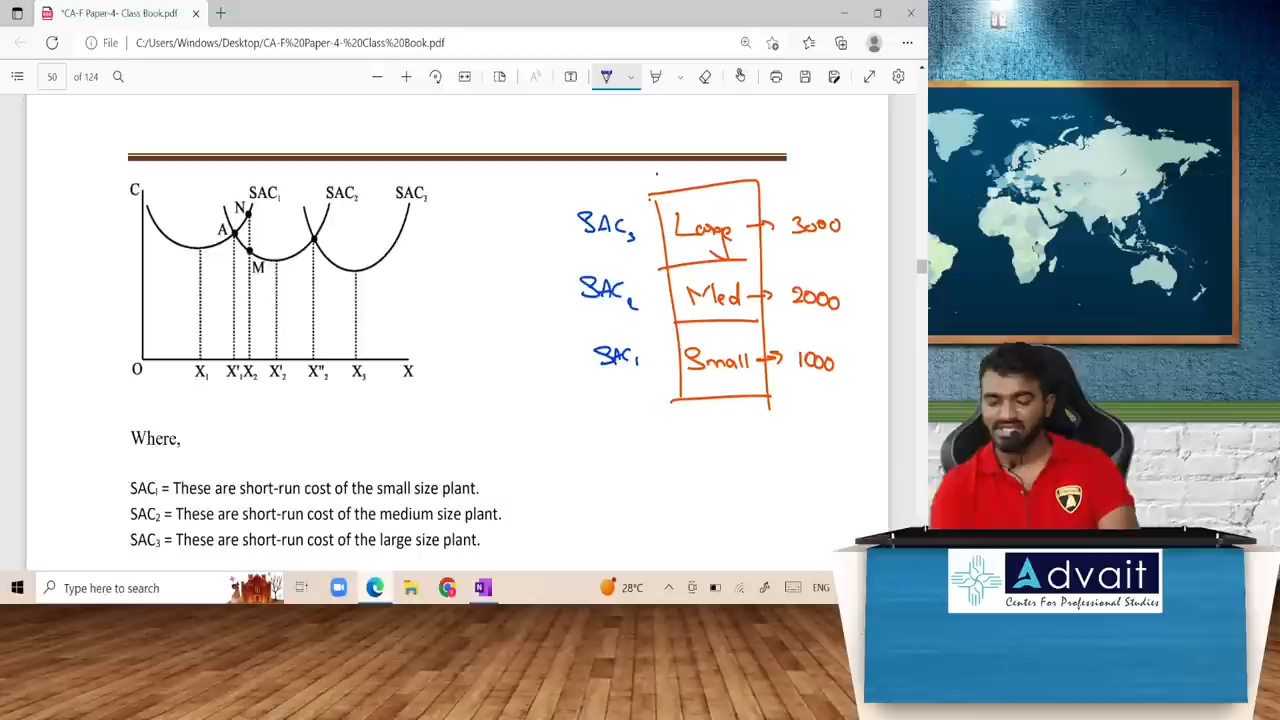 *CA-F Paper-4- Class Book.pdf
File C:/Users/Windows/Desktop/CA-F%20Paper-4-%20Class%20Book.pdf
50 of 124
C
SAC1 SAC2 SAC3
N
A
M
O X1 X'1 X2 X'2 X"2 X3 X
SAC3 Large → 3000
SAC2 Med → 2000
SAC1 Small → 1000
Where,
SAC1 = These are short-run cost of the small size plant.
SAC2 = These are short-run cost of the medium size plant.
SAC3 = These are short-run cost of the large size plant.
Type here to search
28°C
ENG
Advait
Center For Professional Studies